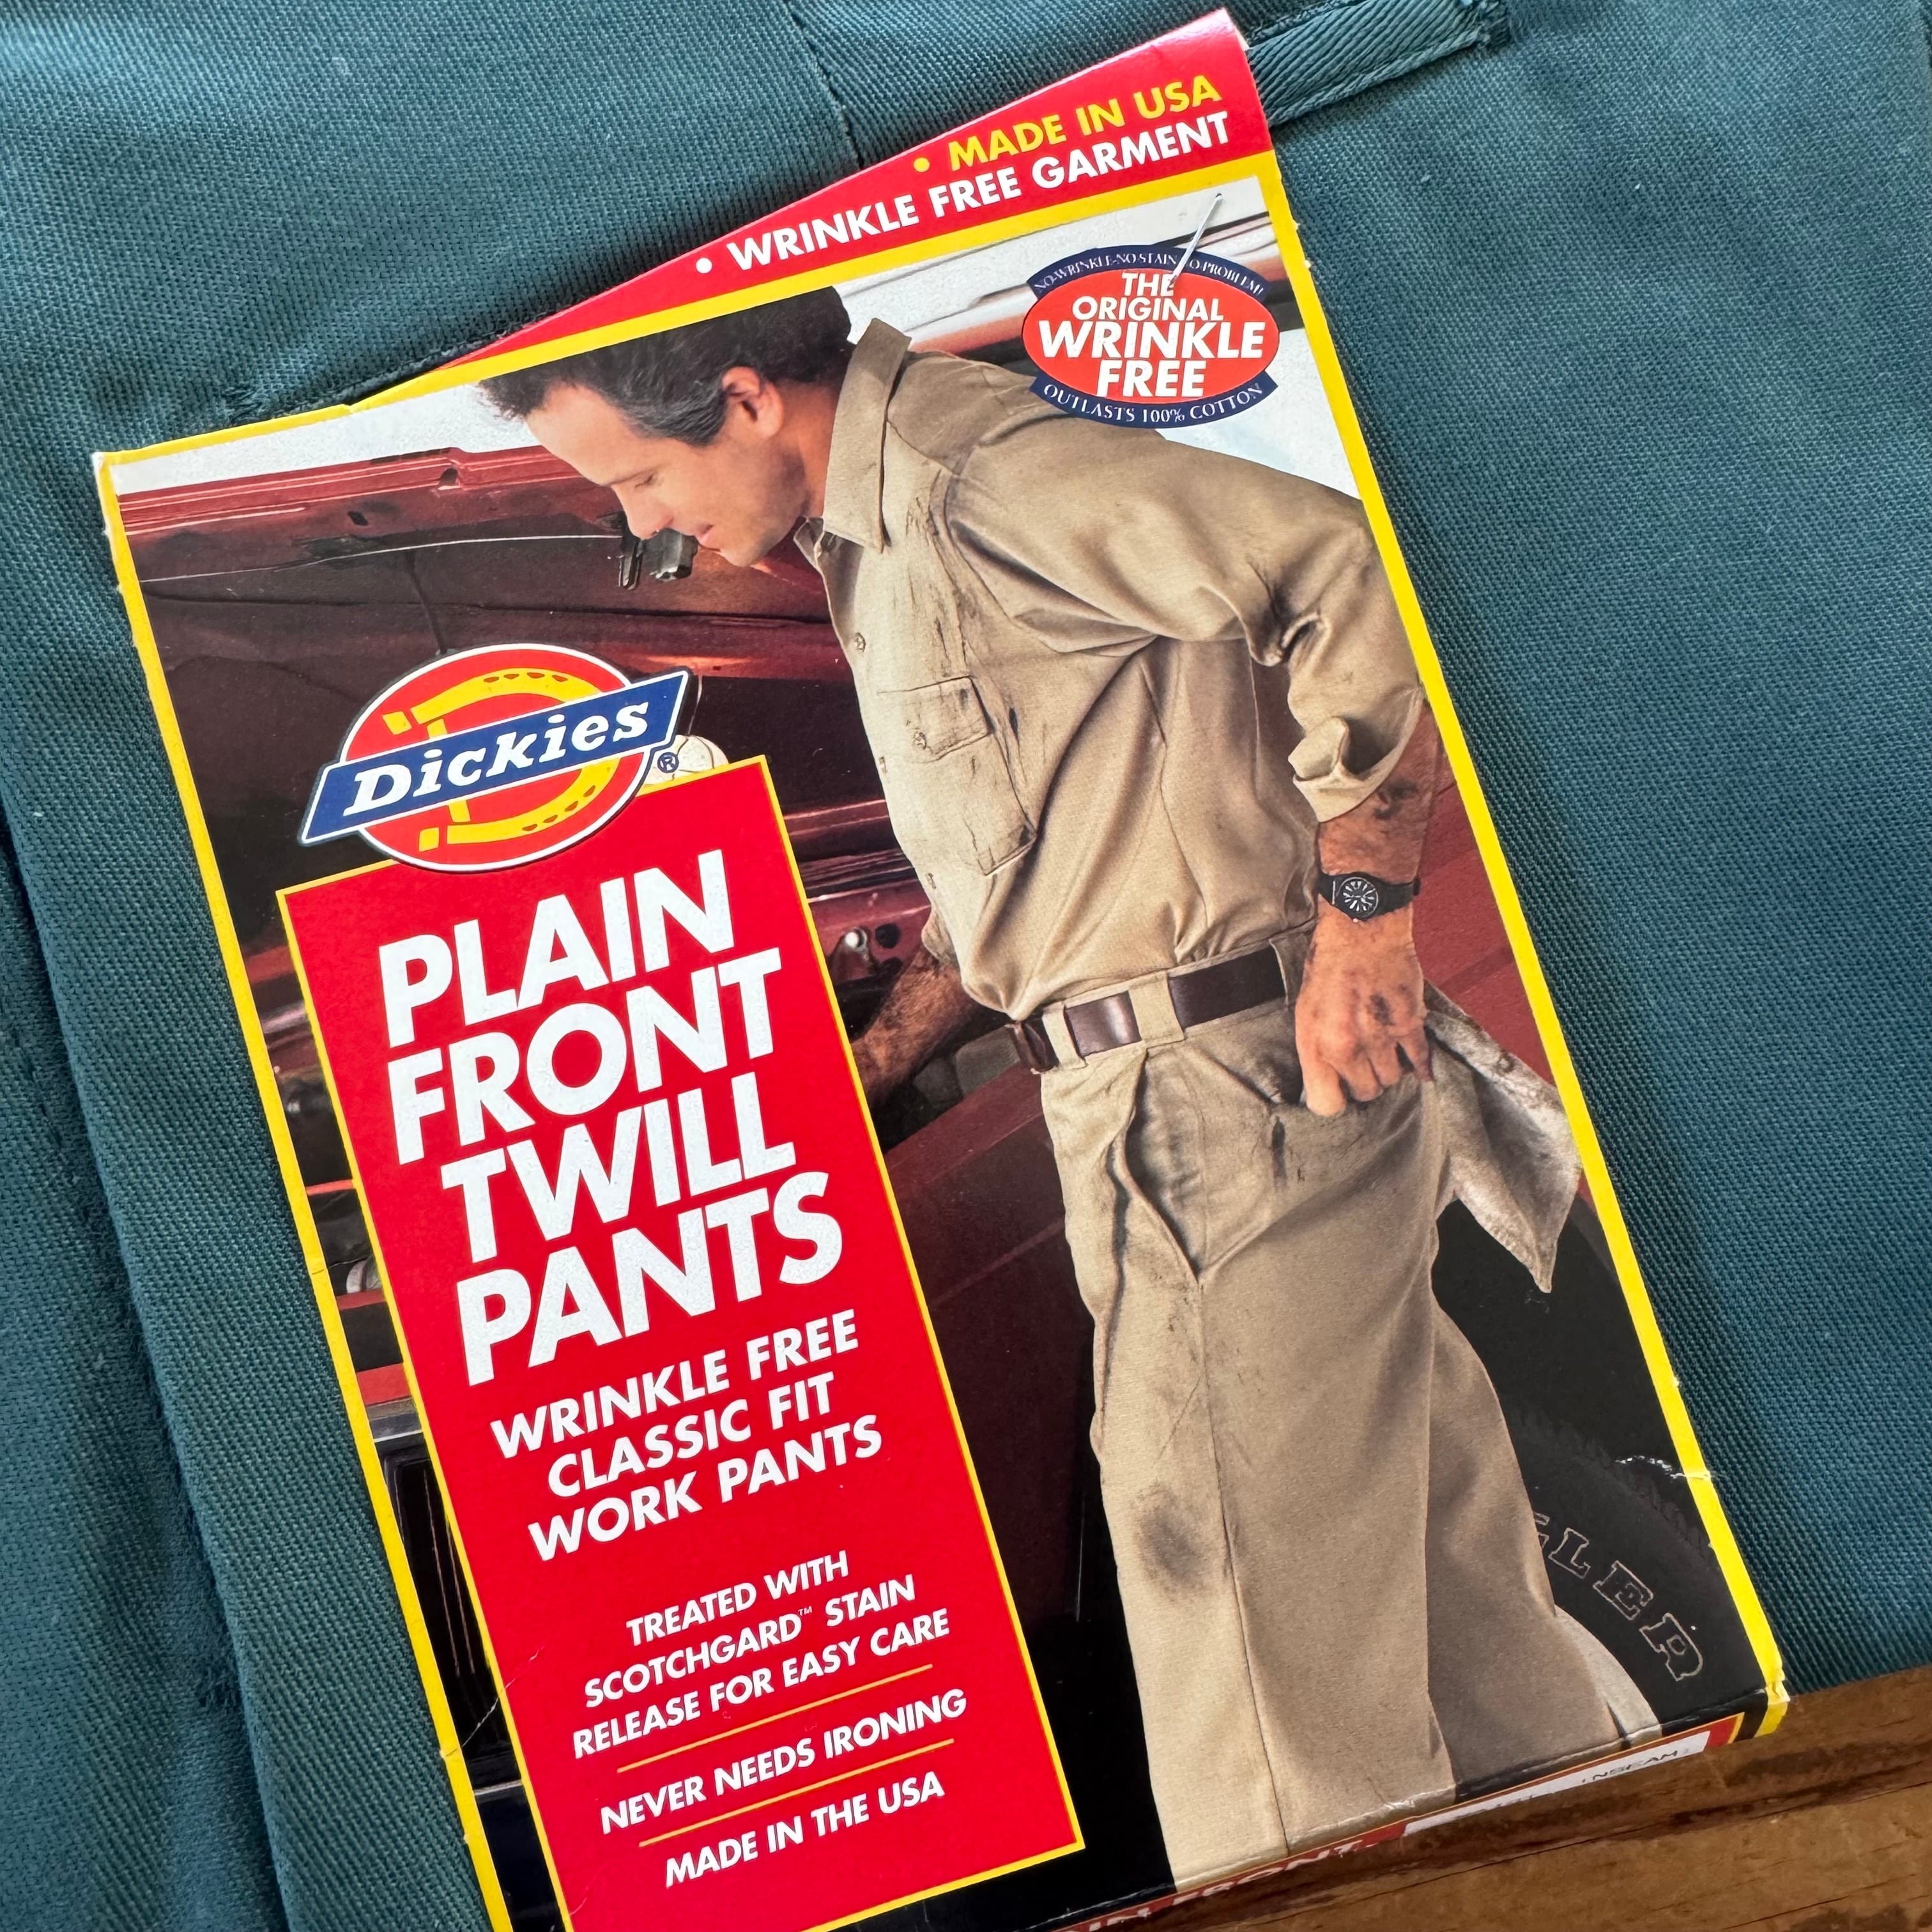 • MADE IN USA
• WRINKLE FREE GARMENT
THE
ORIGINAL
WRINKLE
FREE
OUTLASTS 100% COTTON
Dickies®
PLAIN
FRONT
TWILL
PANTS
WRINKLE FREE
CLASSIC FIT
WORK PANTS
TREATED WITH
SCOTCHGARD™ STAIN
RELEASE FOR EASY CARE
NEVER NEEDS IRONING
MADE IN THE USA
FRONT
INSEAM